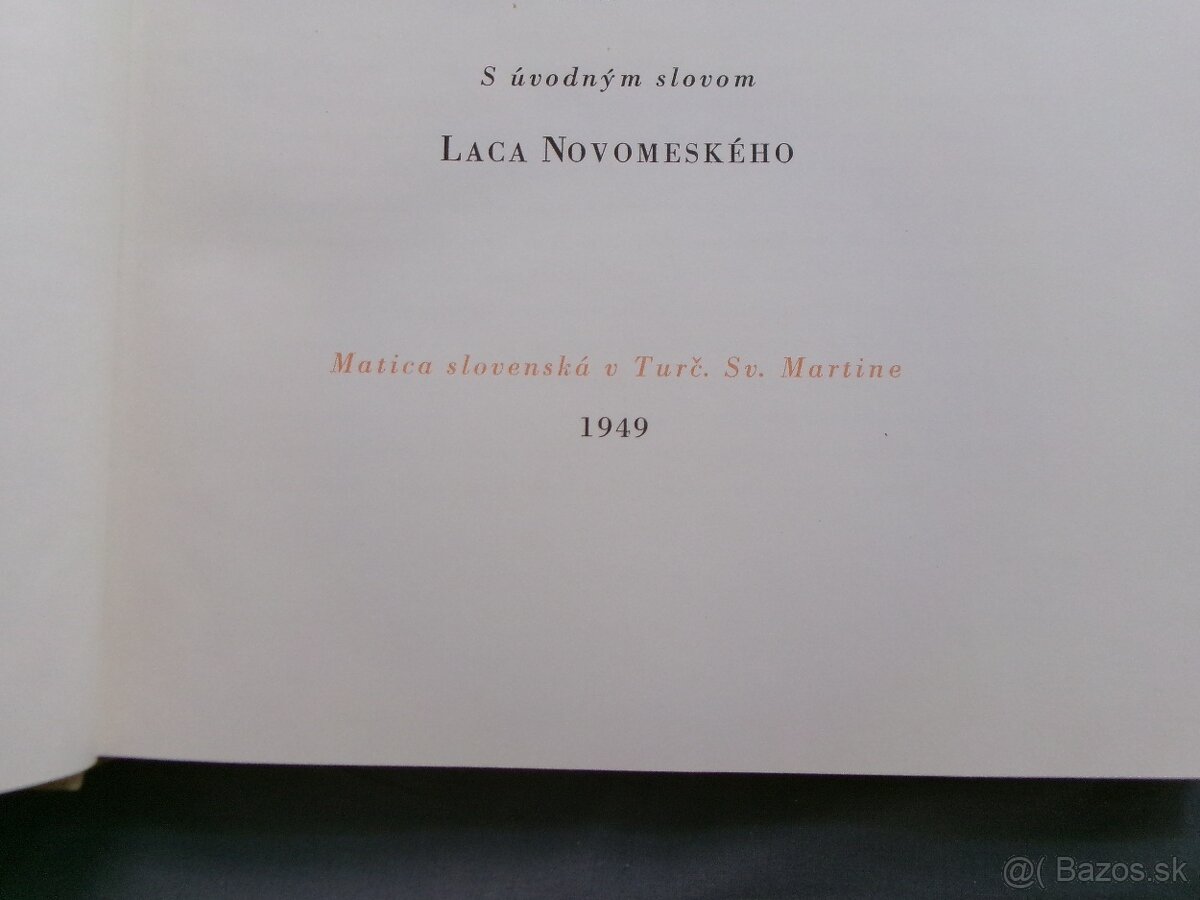 S úvodným slovom
LACA NOVOMESKÉHO
Matica slovenská v Turč. Sv. Martine
1949
@( Bazos.sk